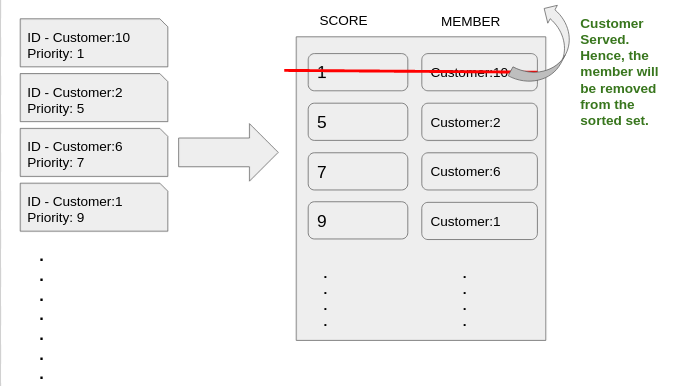 ID - Customer:10
Priority: 1
ID - Customer:2
Priority: 5
ID - Customer:6
Priority: 7
ID - Customer:1
Priority: 9
SCORE MEMBER
1 Customer:10
5 Customer:2
7 Customer:6
9 Customer:1
Customer
Served.
Hence, the
member will
be removed
from the
sorted set.